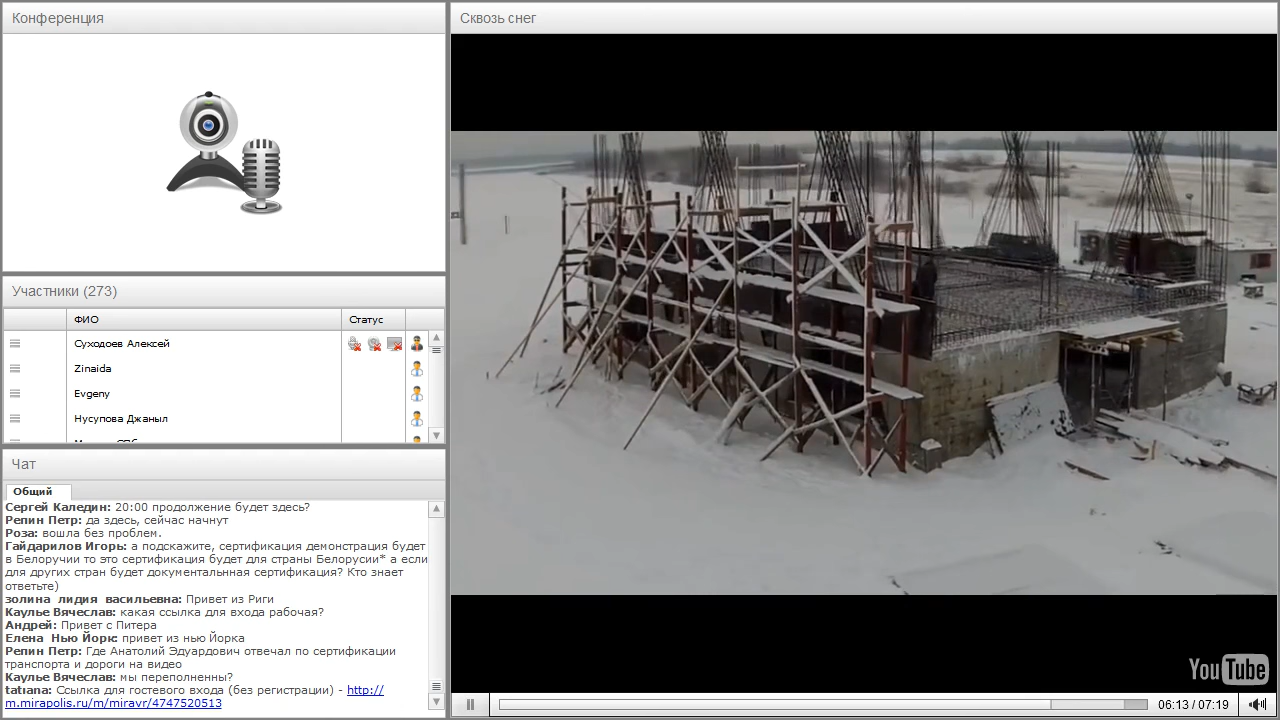 Конференция
Сквозь снег
Участники (273)
ФИО
Статус
Суходоев Алексей
Zinaida
Evgeny
Нусупова Джаныл
Чат
Общий
Сергей Каледин: 20:00 продолжение будет здесь?
Репин Петр: да здесь, сейчас начнут
Роза: вошла без проблем.
Гайдарилов Игорь: а подскажите, сертификация демонстрация будет
в Белоручии то это сертификация будет для страны Белорусии* а если
для других стран будет документальнная сертификация? Кто знает
ответьте)
золина лидия васильевна: Привет из Риги
Каулье Вячеслав: какая ссылка для входа рабочая?
Андрей: Привет с Питера
Елена Нью Йорк: привет из нью Йорка
Репин Петр: Где Анатолий Эдуардович отвечал по сертификации
транспорта и дороги на видео
Каулье Вячеслав: мы переполненны?
tatiana: Ссылка для гостевого входа (без регистрации) - http://
m.mirapolis.ru/m/miravr/4747520513
YouTube
06:13 / 07:19